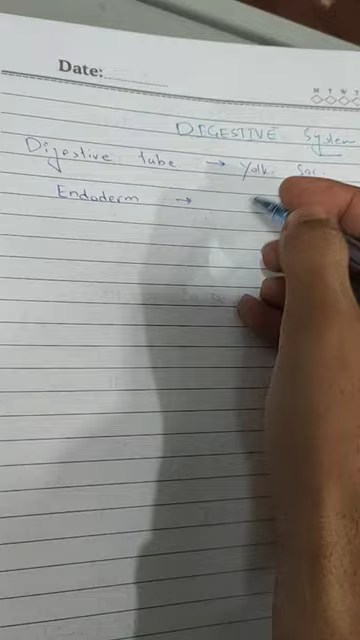 Date:
M T W T
DIGESTIVE System
Digestive tube → Yolk Sac.
Endoderm →